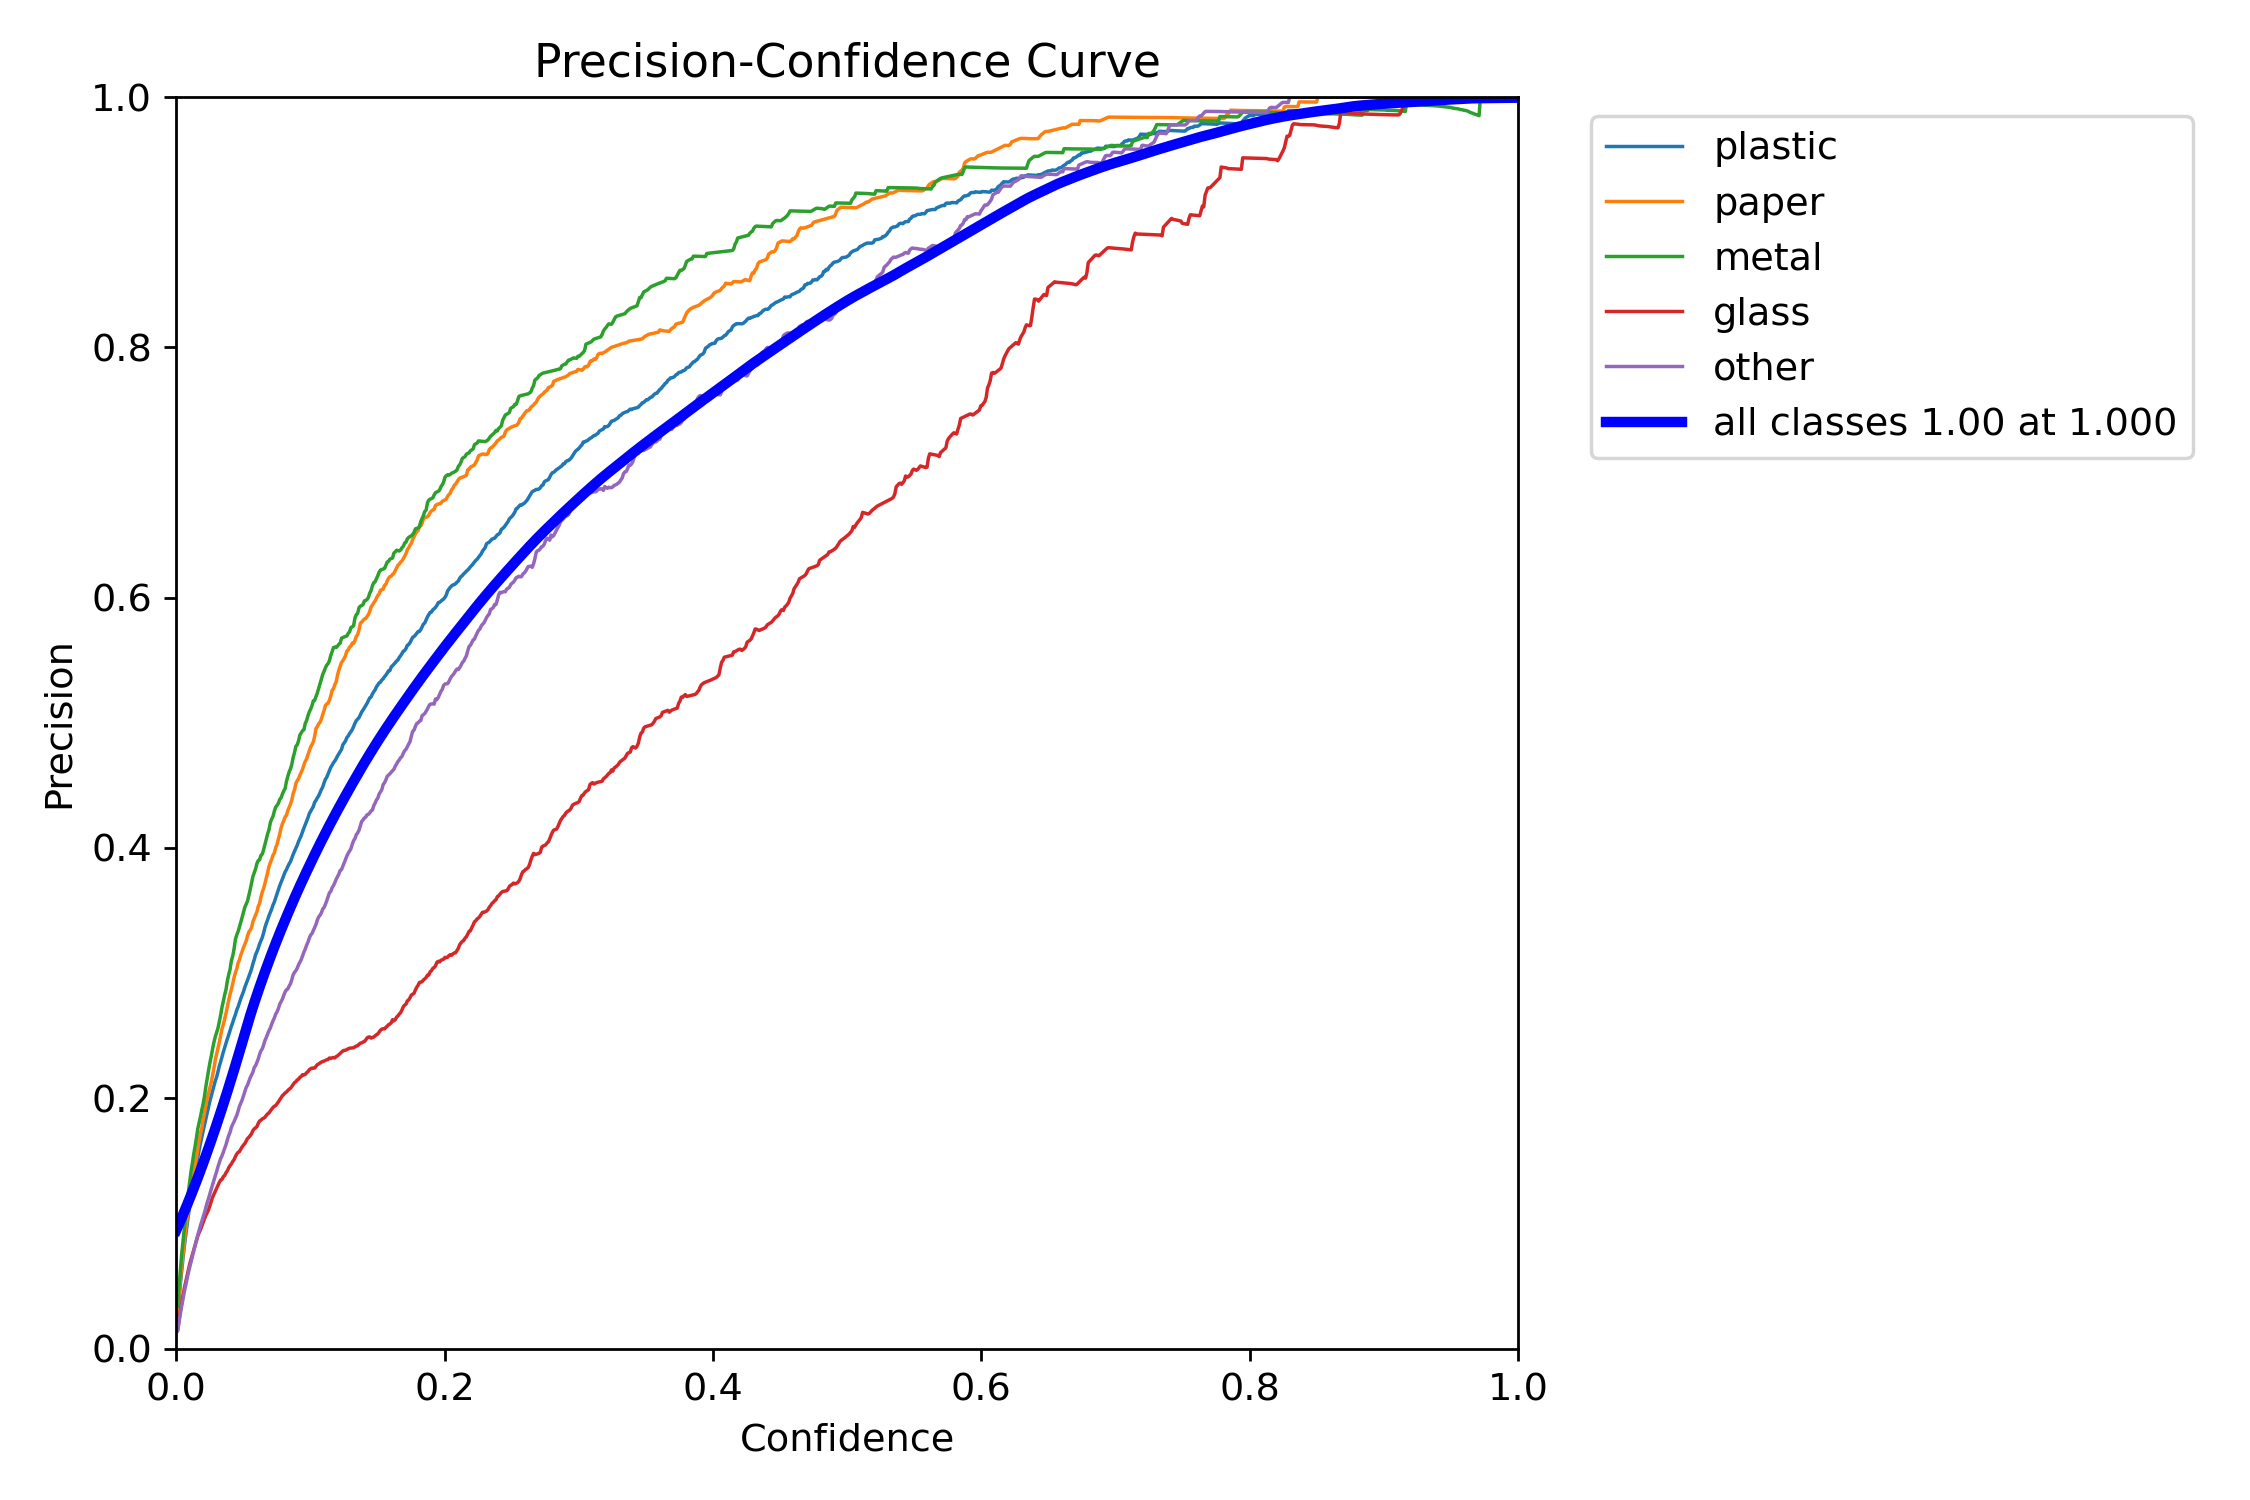 Precision-Confidence Curve
1.0
0.8
0.6
0.4
0.2
0.0
Precision
0.0 0.2 0.4 0.6 0.8 1.0
Confidence
plastic
paper
metal
glass
other
all classes 1.00 at 1.000